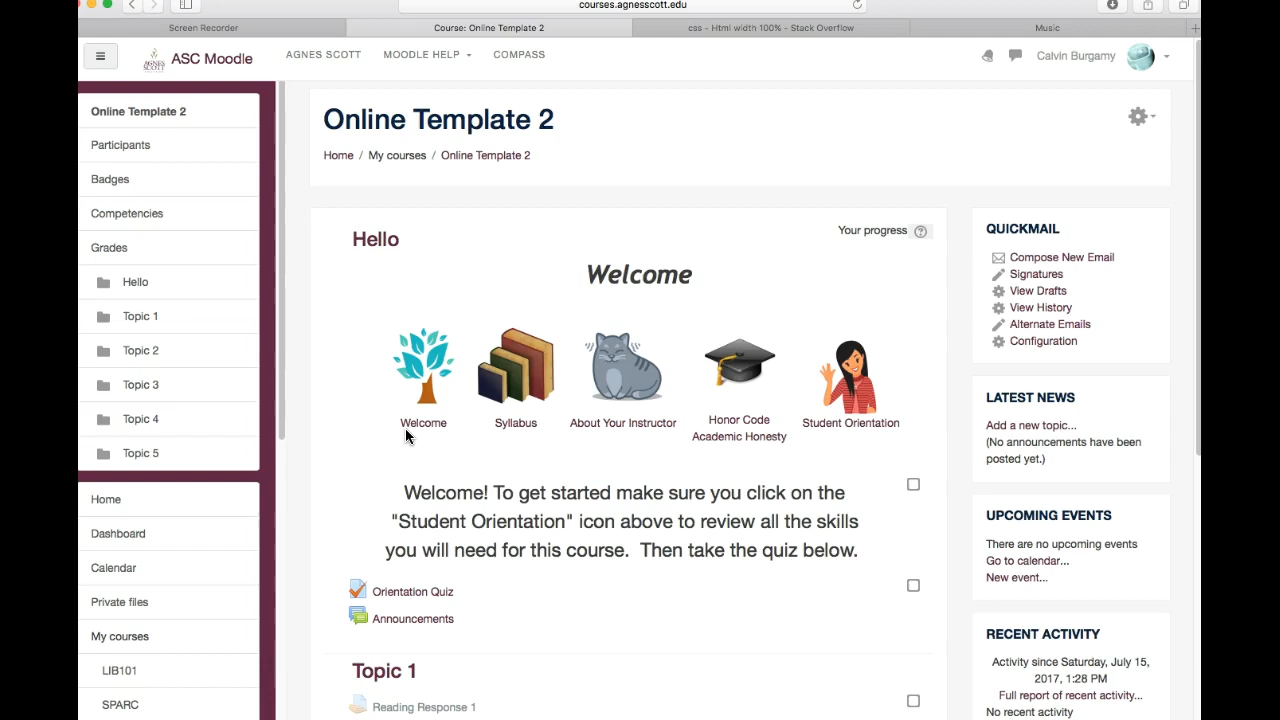 courses.agnesscott.edu
Screen Recorder
Course: Online Template 2
css - Html width 100% - Stack Overflow
Music
AGNES SCOTT
ASC Moodle
AGNES SCOTT
MOODLE HELP
COMPASS
Calvin Burgamy
Online Template 2
Participants
Badges
Competencies
Grades
Hello
Topic 1
Topic 2
Topic 3
Topic 4
Topic 5
Home
Dashboard
Calendar
Private files
My courses
LIB101
SPARC
Online Template 2
Home / My courses / Online Template 2
Hello
Your progress
Welcome
Welcome
Syllabus
About Your Instructor
Honor Code
Academic Honesty
Student Orientation
Welcome! To get started make sure you click on the
"Student Orientation" icon above to review all the skills
you will need for this course. Then take the quiz below.
Orientation Quiz
Announcements
Topic 1
Reading Response 1
QUICKMAIL
Compose New Email
Signatures
View Drafts
View History
Alternate Emails
Configuration
LATEST NEWS
Add a new topic...
(No announcements have been
posted yet.)
UPCOMING EVENTS
There are no upcoming events
Go to calendar...
New event...
RECENT ACTIVITY
Activity since Saturday, July 15,
2017, 1:28 PM
Full report of recent activity...
No recent activity